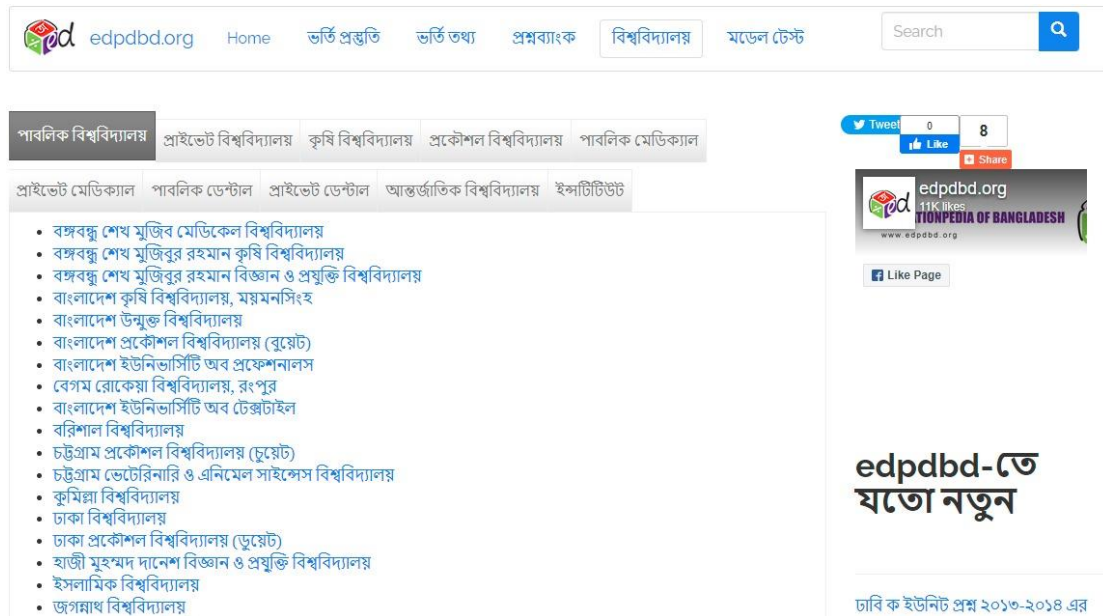 edpdbd.org Home ভর্তি প্রস্তুতি ভর্তি তথ্য প্রশ্নব্যাংক বিশ্ববিদ্যালয় মডেল টেস্ট Search
পাবলিক বিশ্ববিদ্যালয় প্রাইভেট বিশ্ববিদ্যালয় কৃষি বিশ্ববিদ্যালয় প্রকৌশল বিশ্ববিদ্যালয় পাবলিক মেডিক্যাল
প্রাইভেট মেডিক্যাল পাবলিক ডেন্টাল প্রাইভেট ডেন্টাল আন্তর্জাতিক বিশ্ববিদ্যালয় ইন্সটিটিউট
বঙ্গবন্ধু শেখ মুজিব মেডিকেল বিশ্ববিদ্যালয়
বঙ্গবন্ধু শেখ মুজিবুর রহমান কৃষি বিশ্ববিদ্যালয়
বঙ্গবন্ধু শেখ মুজিবুর রহমান বিজ্ঞান ও প্রযুক্তি বিশ্ববিদ্যালয়
বাংলাদেশ কৃষি বিশ্ববিদ্যালয়, ময়মনসিংহ
বাংলাদেশ উন্মুক্ত বিশ্ববিদ্যালয়
বাংলাদেশ প্রকৌশল বিশ্ববিদ্যালয় (বুয়েট)
বাংলাদেশ ইউনিভার্সিটি অব প্রফেশনালস
বেগম রোকেয়া বিশ্ববিদ্যালয়, রংপুর
বাংলাদেশ ইউনিভার্সিটি অব টেক্সটাইল
বরিশাল বিশ্ববিদ্যালয়
চট্টগ্রাম প্রকৌশল বিশ্ববিদ্যালয় (চুয়েট)
চট্টগ্রাম ভেটেরিনারি ও এনিমেল সাইন্সেস বিশ্ববিদ্যালয়
কুমিল্লা বিশ্ববিদ্যালয়
ঢাকা বিশ্ববিদ্যালয়
ঢাকা প্রকৌশল বিশ্ববিদ্যালয় (ডুয়েট)
হাজী মুহম্মদ দানেশ বিজ্ঞান ও প্রযুক্তি বিশ্ববিদ্যালয়
ইসলামিক বিশ্ববিদ্যালয়
জগন্নাথ বিশ্ববিদ্যালয়
Tweet 0 8
Like
Share
edpdbd.org
11K likes
TIONPEDIA OF BANGLADESH
www.edpdbd.org
Like Page
edpdbd-তে
যতো নতুন
ঢাবি ক ইউনিট প্রশ্ন ২০১৩-২০১৪ এর